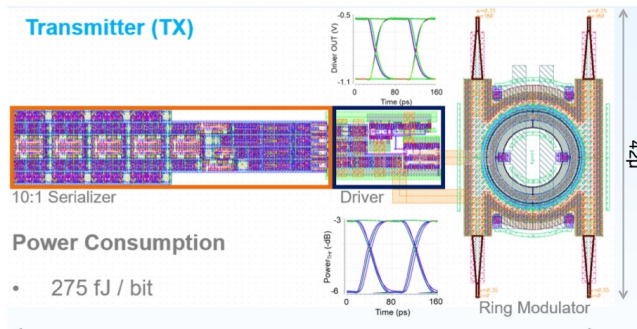 Transmitter (TX)
-0.5
Driver OUT (V)
-1.1
0
80
160
Time (ps)
10:1 Serializer
Driver
42μ
Power Consumption
• 275 fJ / bit
-3
Power (-dB)
-6
0
80
160
Time (ps)
Ring Modulator